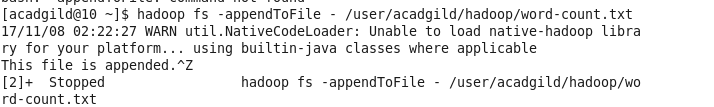 [acadgild@10 ~]$ hadoop fs -appendToFile - /user/acadgild/hadoop/word-count.txt
17/11/08 02:22:27 WARN util.NativeCodeLoader: Unable to load native-hadoop libra
ry for your platform... using builtin-java classes where applicable
This file is appended.^Z
[2]+  Stopped                 hadoop fs -appendToFile - /user/acadgild/hadoop/wo
rd-count.txt